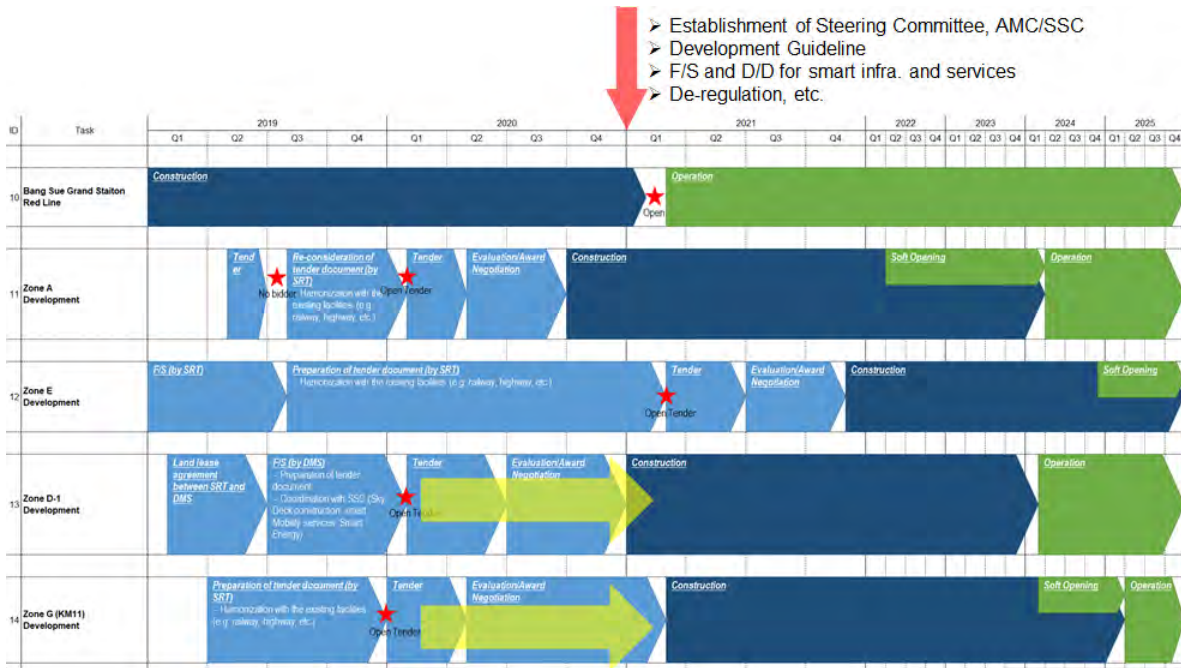 ➢ Establishment of Steering Committee, AMC/SSC
➢ Development Guideline
➢ F/S and D/D for smart infra. and services
➢ De-regulation, etc.
ID Task 2019 2020 2021 2022 2023 2024 2025
Q1 Q2 Q3 Q4 Q1 Q2 Q3 Q4 Q1 Q2 Q3 Q4 Q1 Q2 Q3 Q4 Q1 Q2 Q3 Q4 Q1 Q2 Q3 Q4 Q1 Q2 Q3 Q4
10
Bang Sue Grand Staiton
Red Line
Construction
Open
Operation
11
Zone A
Development
Tend
er
No bidder
Re-consideration of
tender document (by
SRT)
- Harmonization with the
existing facilities (e.g.
railway, highway, etc.)
Open Tender
Tender
Evaluation/Award
Negotiation
Construction
Soft Opening
Operation
12
Zone E
Development
F/S (by SRT)
Preparation of tender document (by SRT)
- Harmonization with the existing facilities (e.g. railway, highway, etc.)
Open Tender
Tender
Evaluation/Award
Negotiation
Construction
Soft Opening
13
Zone D-1
Development
Land lease
agreement
between SRT and
DMS
F/S (by DMS)
- Preparation of tender
document
- Coordination with SSC (Sky
Deck construction, smart
Mobility services, Smart
Energy)
Open Tender
Tender
Evaluation/Award
Negotiation
Construction
Operation
14
Zone G (KM11)
Development
Preparation of tender document (by
SRT)
- Harmonization with the existing facilities
(e.g. railway, highway, etc.)
Open Tender
Tender
Evaluation/Award
Negotiation
Construction
Soft Opening
Operation